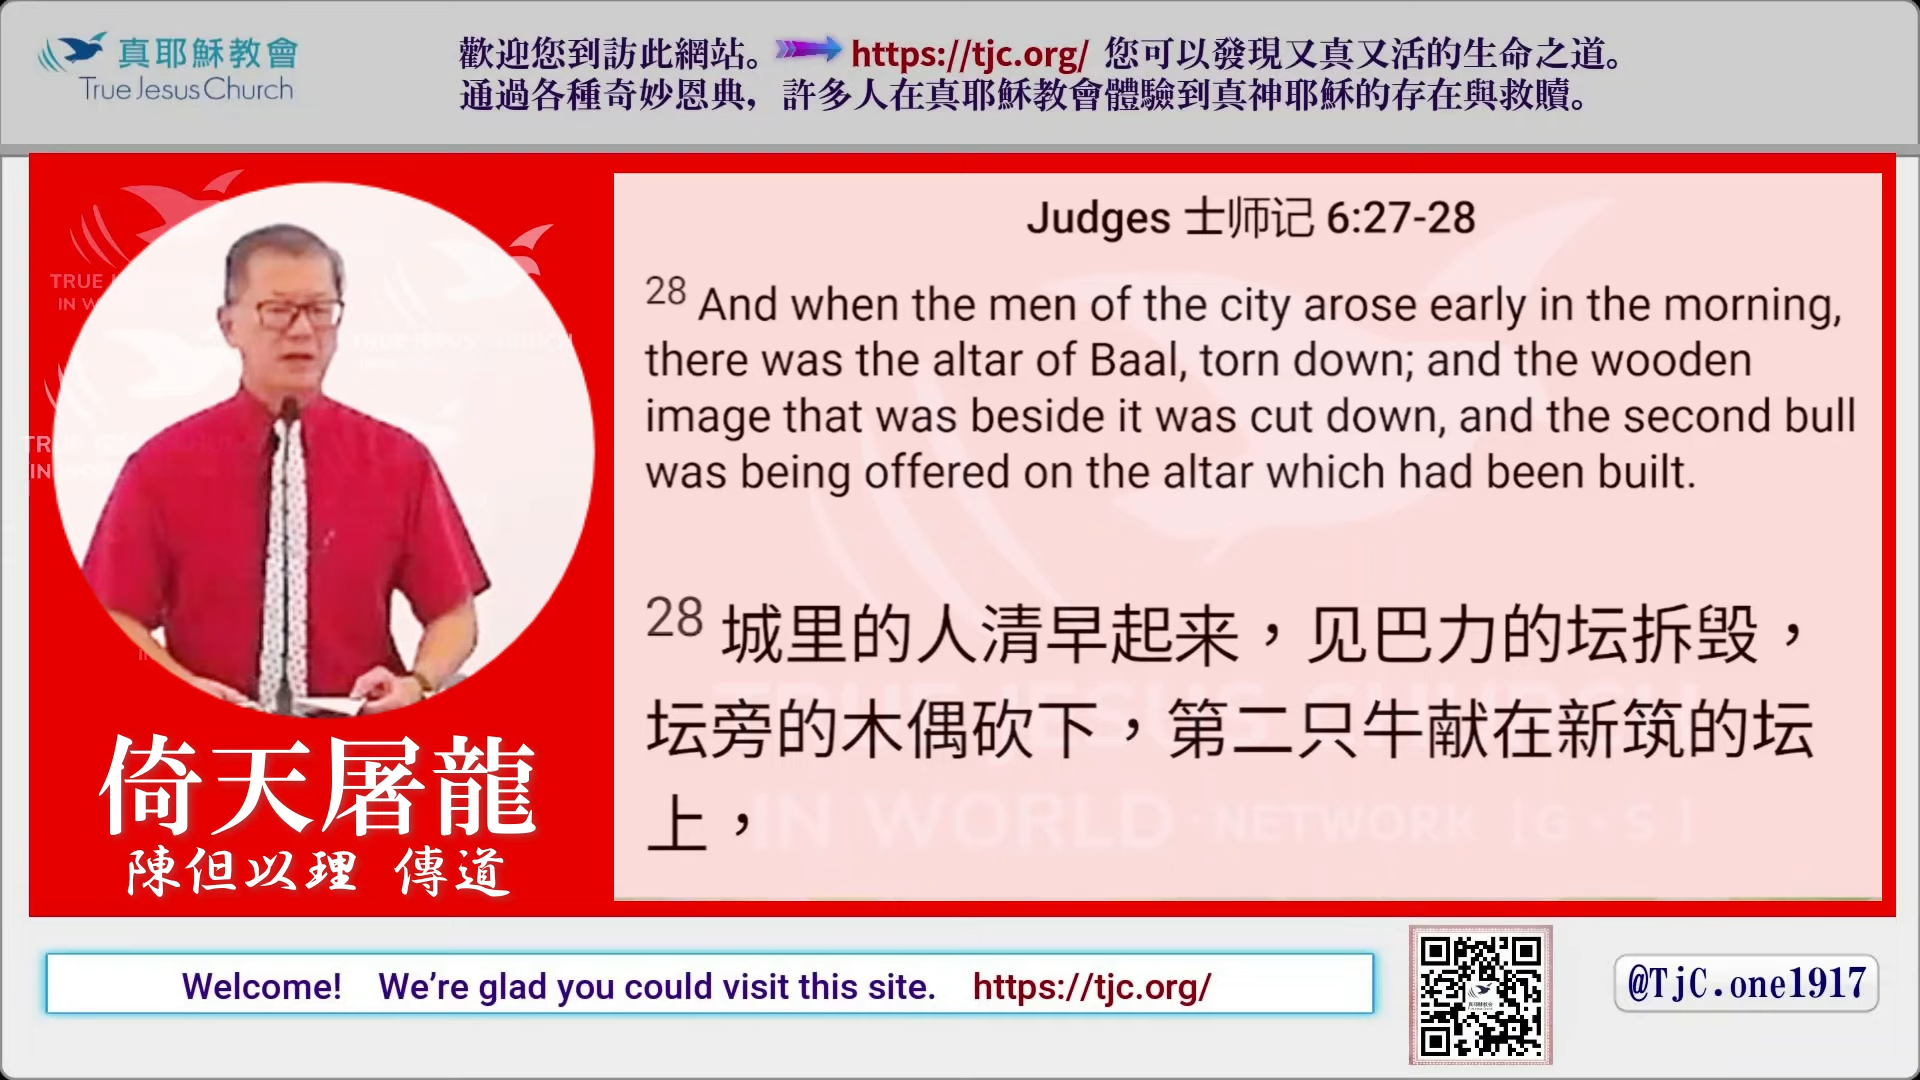 真耶穌教會
True Jesus Church
歡迎您到訪此網站。 https://tjc.org/ 您可以發現又真又活的生命之道。
通過各種奇妙恩典，許多人在真耶穌教會體驗到真神耶穌的存在與救贖。
Judges 士师记 6:27-28
28 And when the men of the city arose early in the morning,
there was the altar of Baal, torn down; and the wooden
image that was beside it was cut down, and the second bull
was being offered on the altar which had been built.
28 城里的人清早起来，见巴力的坛拆毁，
坛旁的木偶砍下，第二只牛献在新筑的坛
上，
TRUE JESUS CHURCH
IN WORLD · NETWORK [G · S]
倚天屠龍
陳但以理 傳道
Welcome! We’re glad you could visit this site. https://tjc.org/
@TjC.one1917